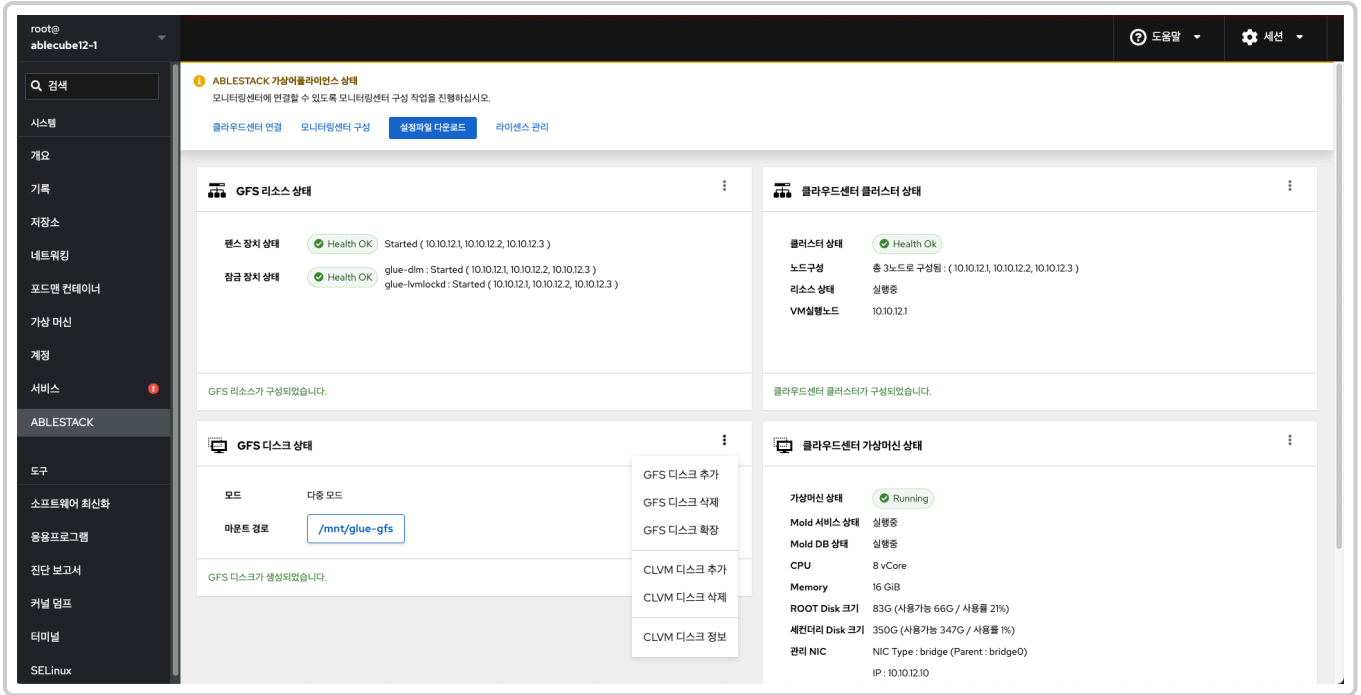 root@
ablecube12-1
도움말
세션
검색
시스템
개요
기록
저장소
네트워킹
포드맨 컨테이너
가상 머신
계정
서비스
ABLESTACK
도구
소프트웨어 최신화
응용프로그램
진단 보고서
커널 덤프
터미널
SELinux
ABLESTACK 가상어플라이언스 상태
모니터링센터에 연결할 수 있도록 모니터링센터 구성 작업을 진행하십시오.
클라우드센터 연결 모니터링센터 구성 설정파일 다운로드 라이센스 관리
GFS 리소스 상태
펜스 장치 상태 Health OK Started ( 10.10.12.1, 10.10.12.2, 10.10.12.3 )
잠금 장치 상태 Health OK glue-dlm : Started ( 10.10.12.1, 10.10.12.2, 10.10.12.3 )
glue-lvmlockd : Started ( 10.10.12.1, 10.10.12.2, 10.10.12.3 )
GFS 리소스가 구성되었습니다.
클라우드센터 클러스터 상태
클러스터 상태 Health Ok
노드구성 총 3노드로 구성됨 : ( 10.10.12.1, 10.10.12.2, 10.10.12.3 )
리소스 상태 실행중
VM실행노드 10.10.12.1
클라우드센터 클러스터가 구성되었습니다.
GFS 디스크 상태
모드 다중 모드
마운트 경로 /mnt/glue-gfs
GFS 디스크가 생성되었습니다.
GFS 디스크 추가
GFS 디스크 삭제
GFS 디스크 확장
CLVM 디스크 추가
CLVM 디스크 삭제
CLVM 디스크 정보
클라우드센터 가상머신 상태
가상머신 상태 Running
Mold 서비스 상태 실행중
Mold DB 상태 실행중
CPU 8 vCore
Memory 16 GiB
ROOT Disk 크기 83G (사용가능 66G / 사용률 21%)
세컨더리 Disk 크기 350G (사용가능 347G / 사용률 1%)
관리 NIC NIC Type : bridge (Parent : bridge0)
IP : 10.10.12.10